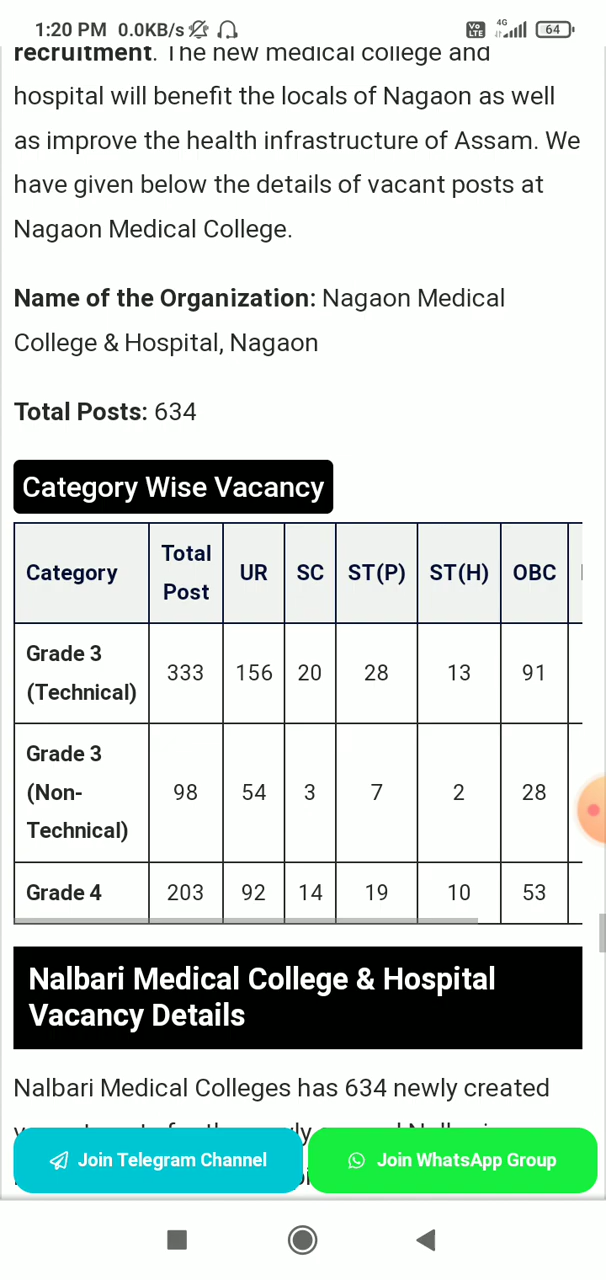 1:20 PM 0.0KB/s
Vo LTE 4G 64
recruitment. The new medical college and
hospital will benefit the locals of Nagaon as well
as improve the health infrastructure of Assam. We
have given below the details of vacant posts at
Nagaon Medical College.
Name of the Organization: Nagaon Medical
College & Hospital, Nagaon
Total Posts: 634
Category Wise Vacancy
Category Total Post UR SC ST(P) ST(H) OBC
Grade 3 (Technical) 333 156 20 28 13 91
Grade 3 (Non-Technical) 98 54 3 7 2 28
Grade 4 203 92 14 19 10 53
Nalbari Medical College & Hospital
Vacancy Details
Nalbari Medical Colleges has 634 newly created
Join Telegram Channel
Join WhatsApp Group